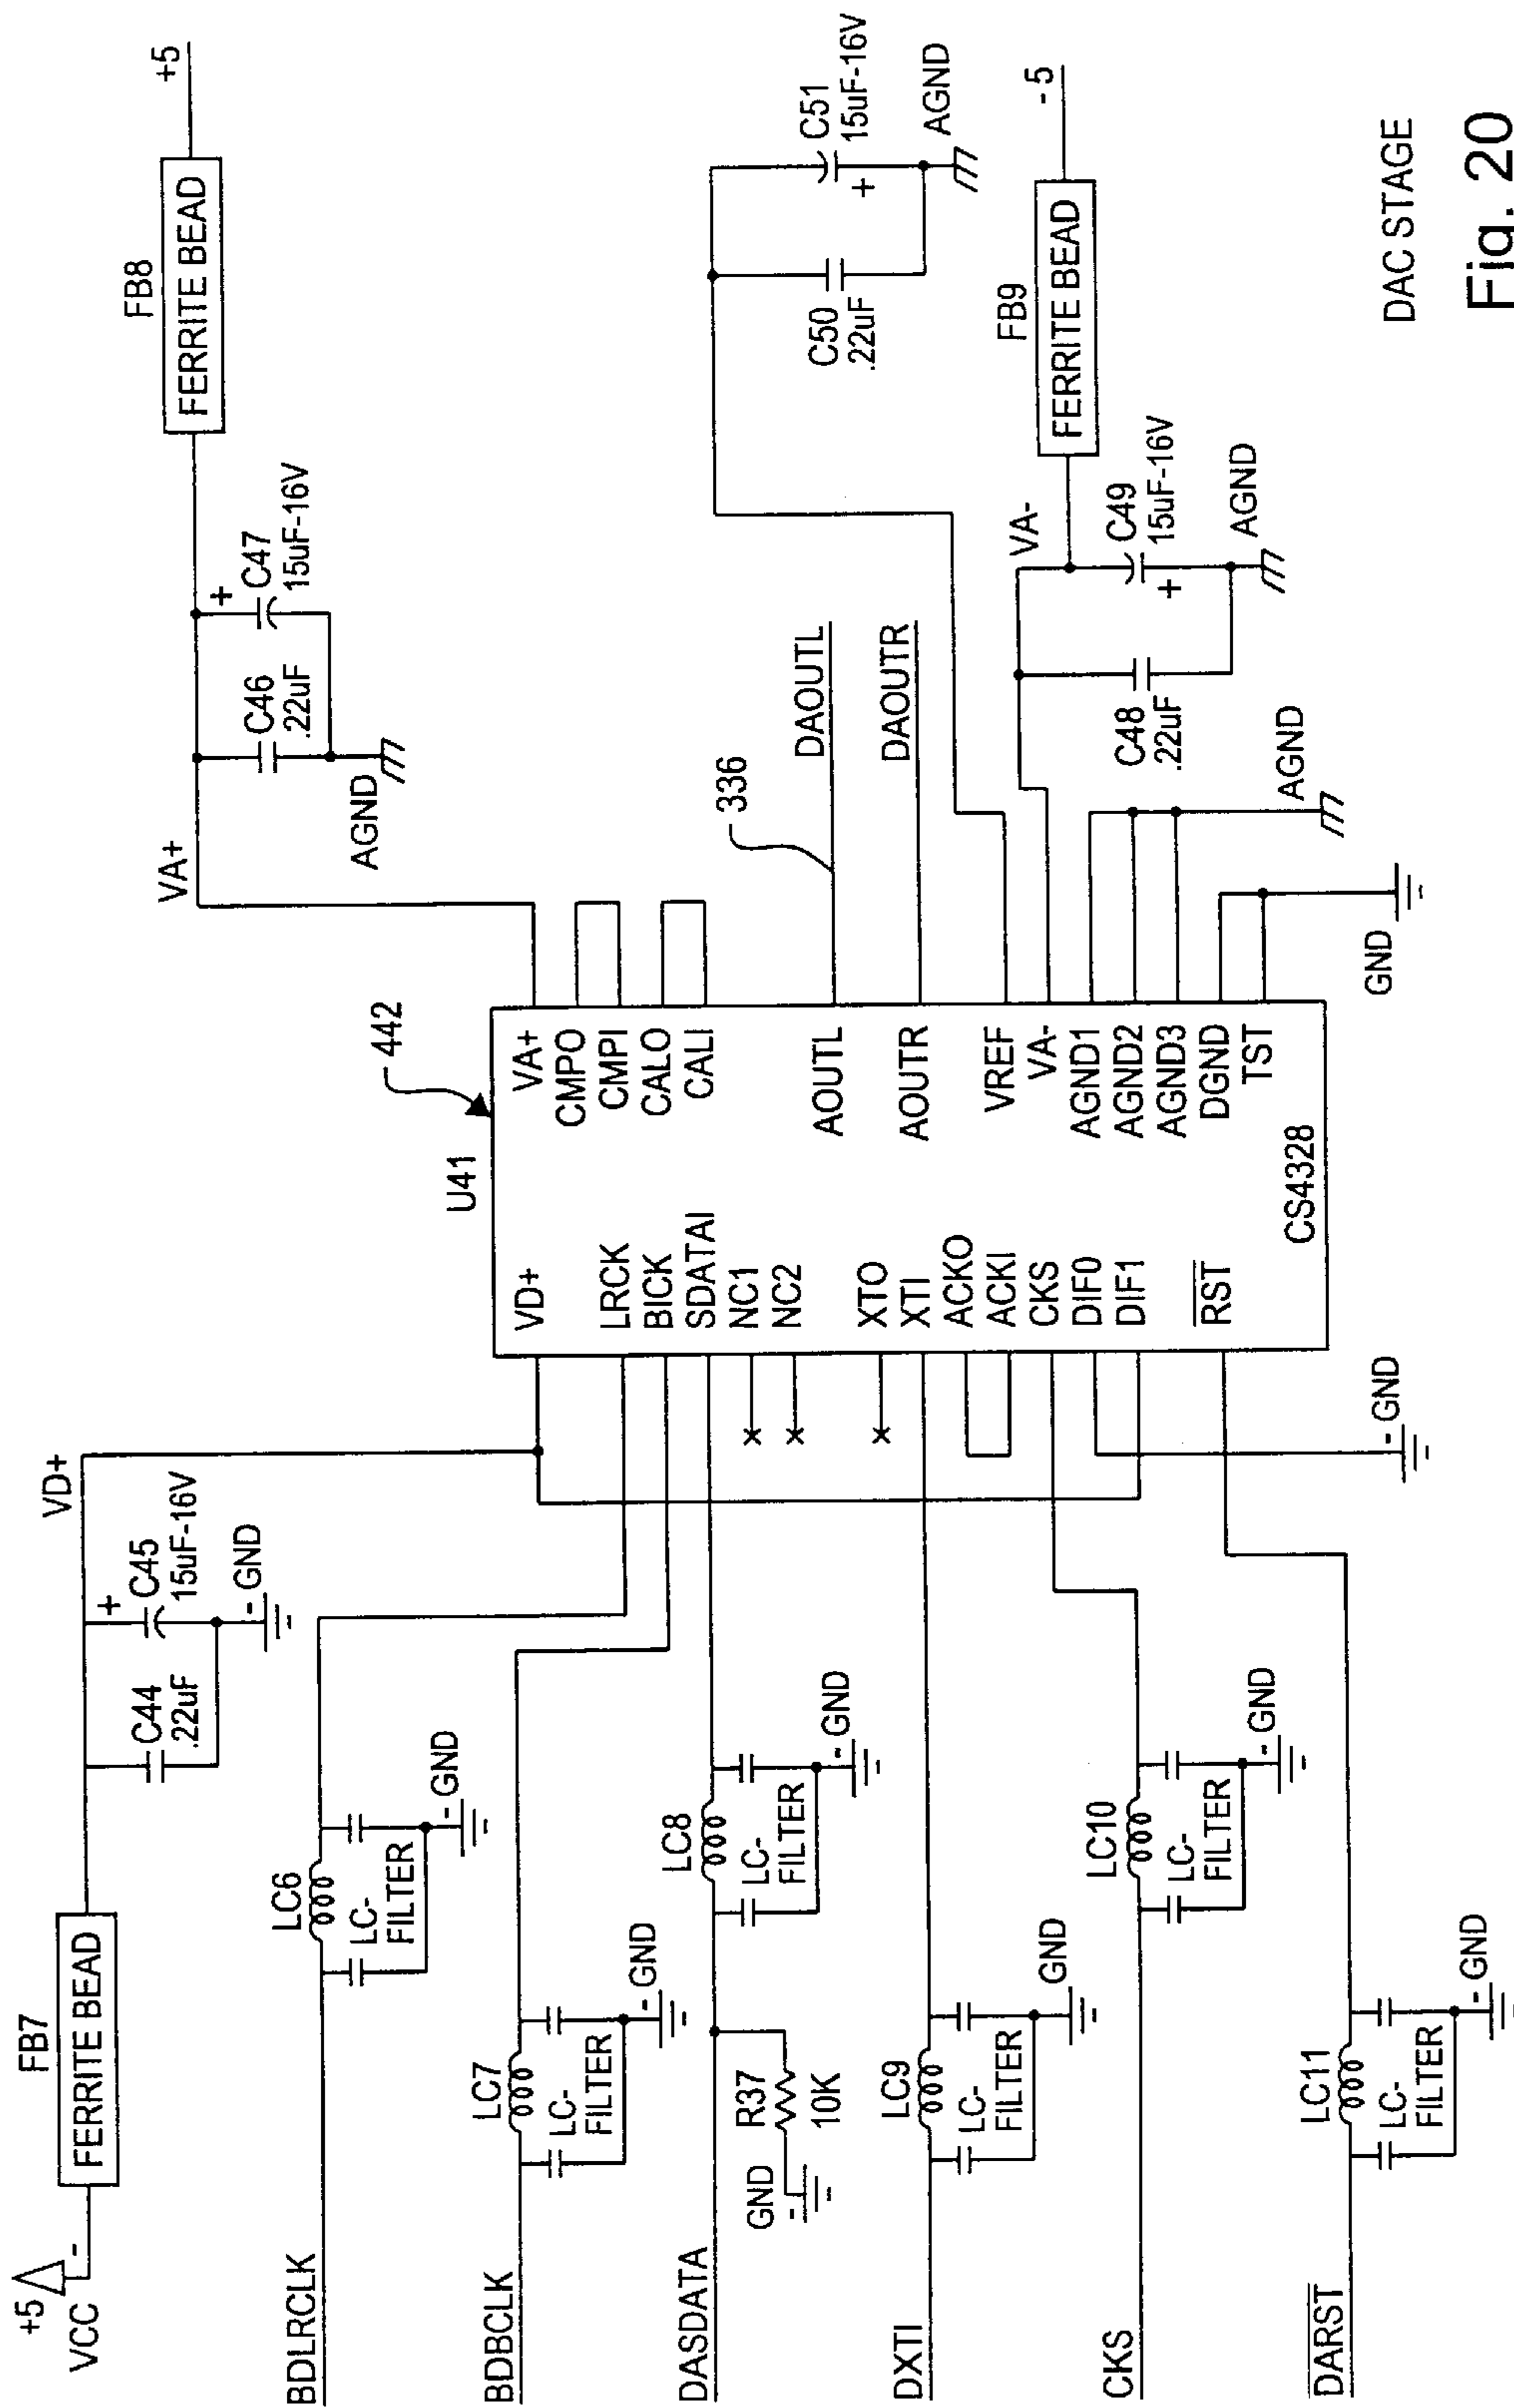 +5
VCC
-
FB7
FERRITE BEAD
C44
.22uF
+
C45
15uF-16V
- GND
VD+
BDLRCLK
LC6
LC-
FILTER
- GND
BDBCLK
LC7
LC-
FILTER
- GND
DASDATA
GND
-
R37
10K
LC8
LC-
FILTER
- GND
DXTI
LC9
LC-
FILTER
GND
CKS
LC10
LC-
FILTER
- GND
DARST
LC11
LC-
FILTER
- GND
- GND
U41
442
VD+
LRCK
BICK
SDATAI
NC1
NC2
XTO
XTI
ACKO
ACKI
CKS
DIF0
DIF1
RST
VA+
CMPO
CMPI
CALO
CALI
AOUTL
AOUTR
VREF
VA-
AGND1
AGND2
AGND3
DGND
TST
CS4328
VA+
C46
.22uF
+
C47
15uF-16V
AGND
FB8
FERRITE BEAD
+5
336
DAOUTL
DAOUTR
C50
.22uF
C51
15uF-16V
+
AGND
VA-
C48
.22uF
C49
15uF-16V
+
AGND
FB9
FERRITE BEAD
- 5
AGND
GND
DAC STAGE
Fig. 20